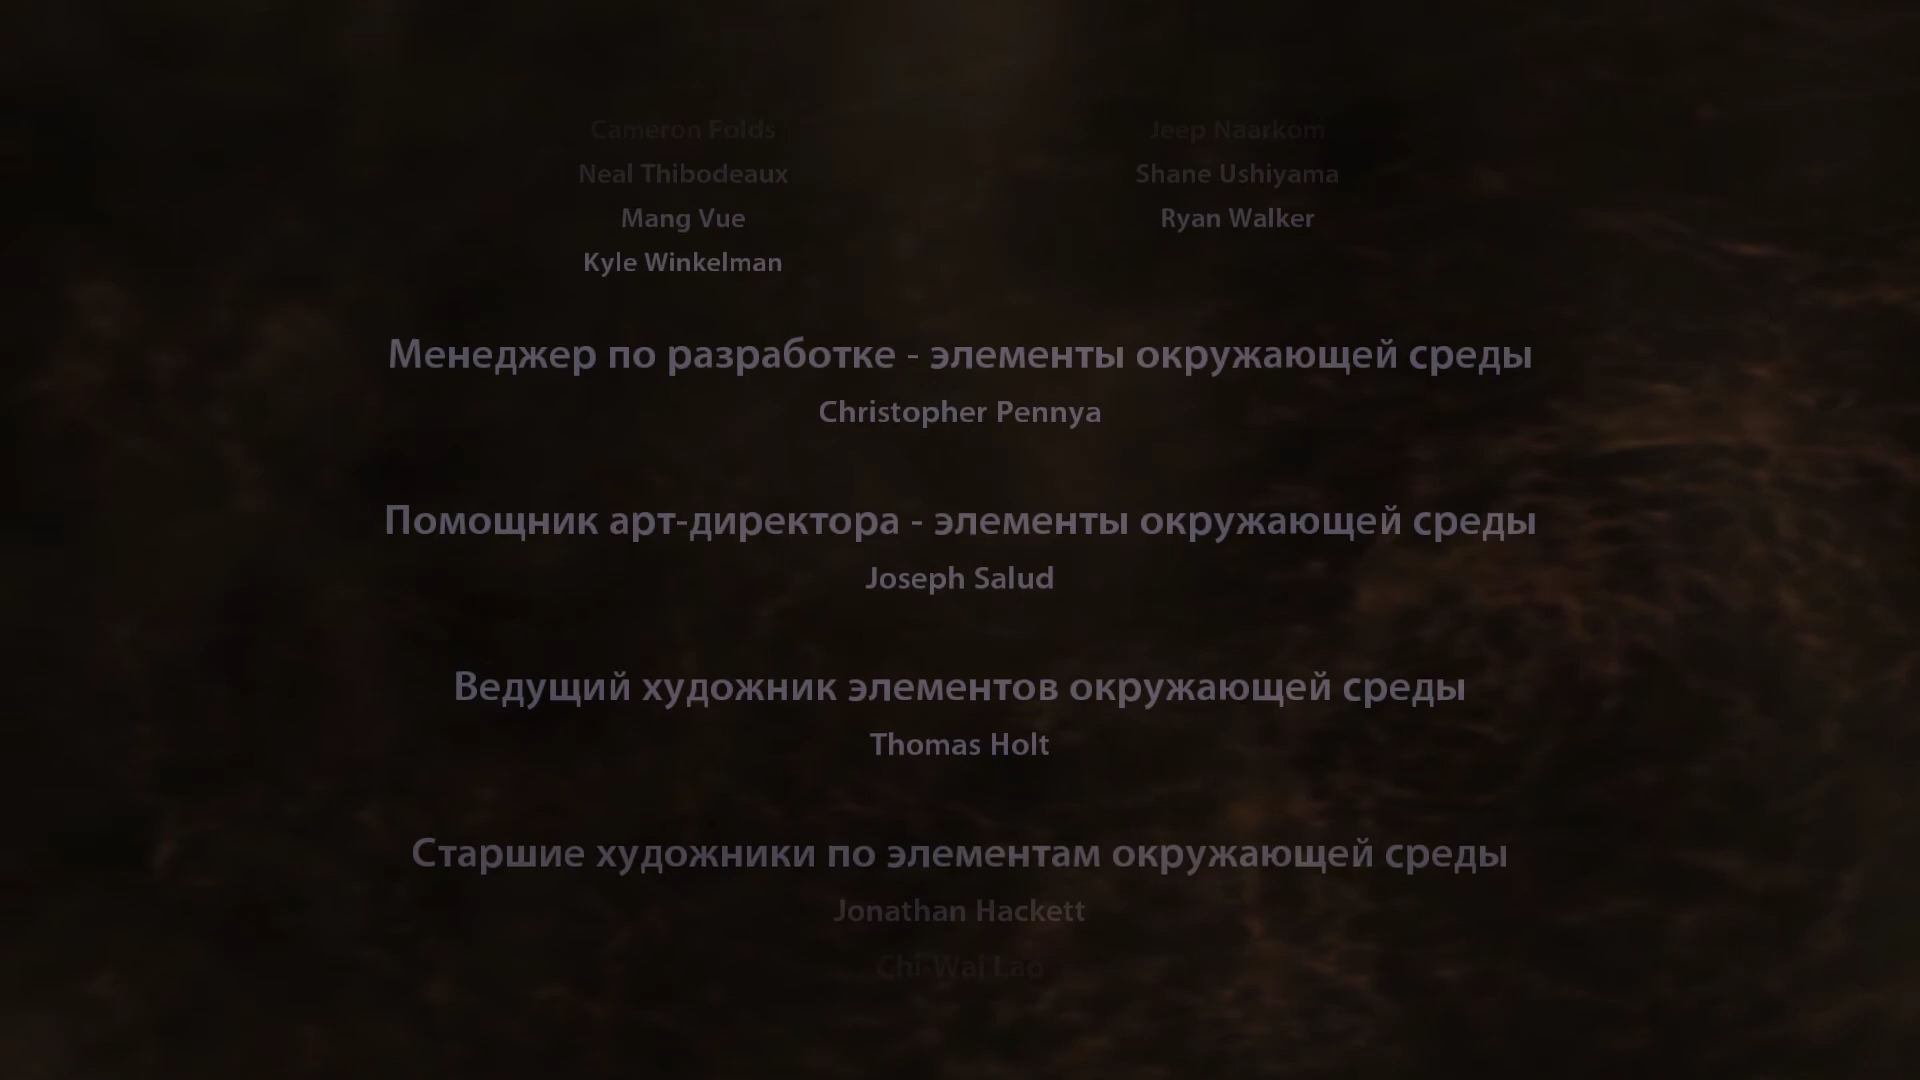 Cameron Folds
Jeep Naarkom
Neal Thibodeaux
Shane Ushiyama
Mang Vue
Ryan Walker
Kyle Winkelman
Менеджер по разработке - элементы окружающей среды
Christopher Pennya
Помощник арт-директора - элементы окружающей среды
Joseph Salud
Ведущий художник элементов окружающей среды
Thomas Holt
Старшие художники по элементам окружающей среды
Jonathan Hackett
Chi-Wai Lao